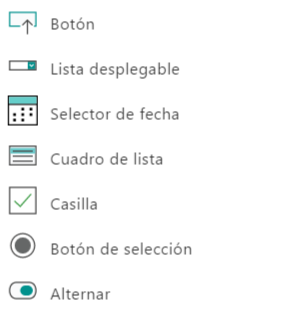 Botón
Lista desplegable
Selector de fecha
Cuadro de lista
Casilla
Botón de selección
Alternar